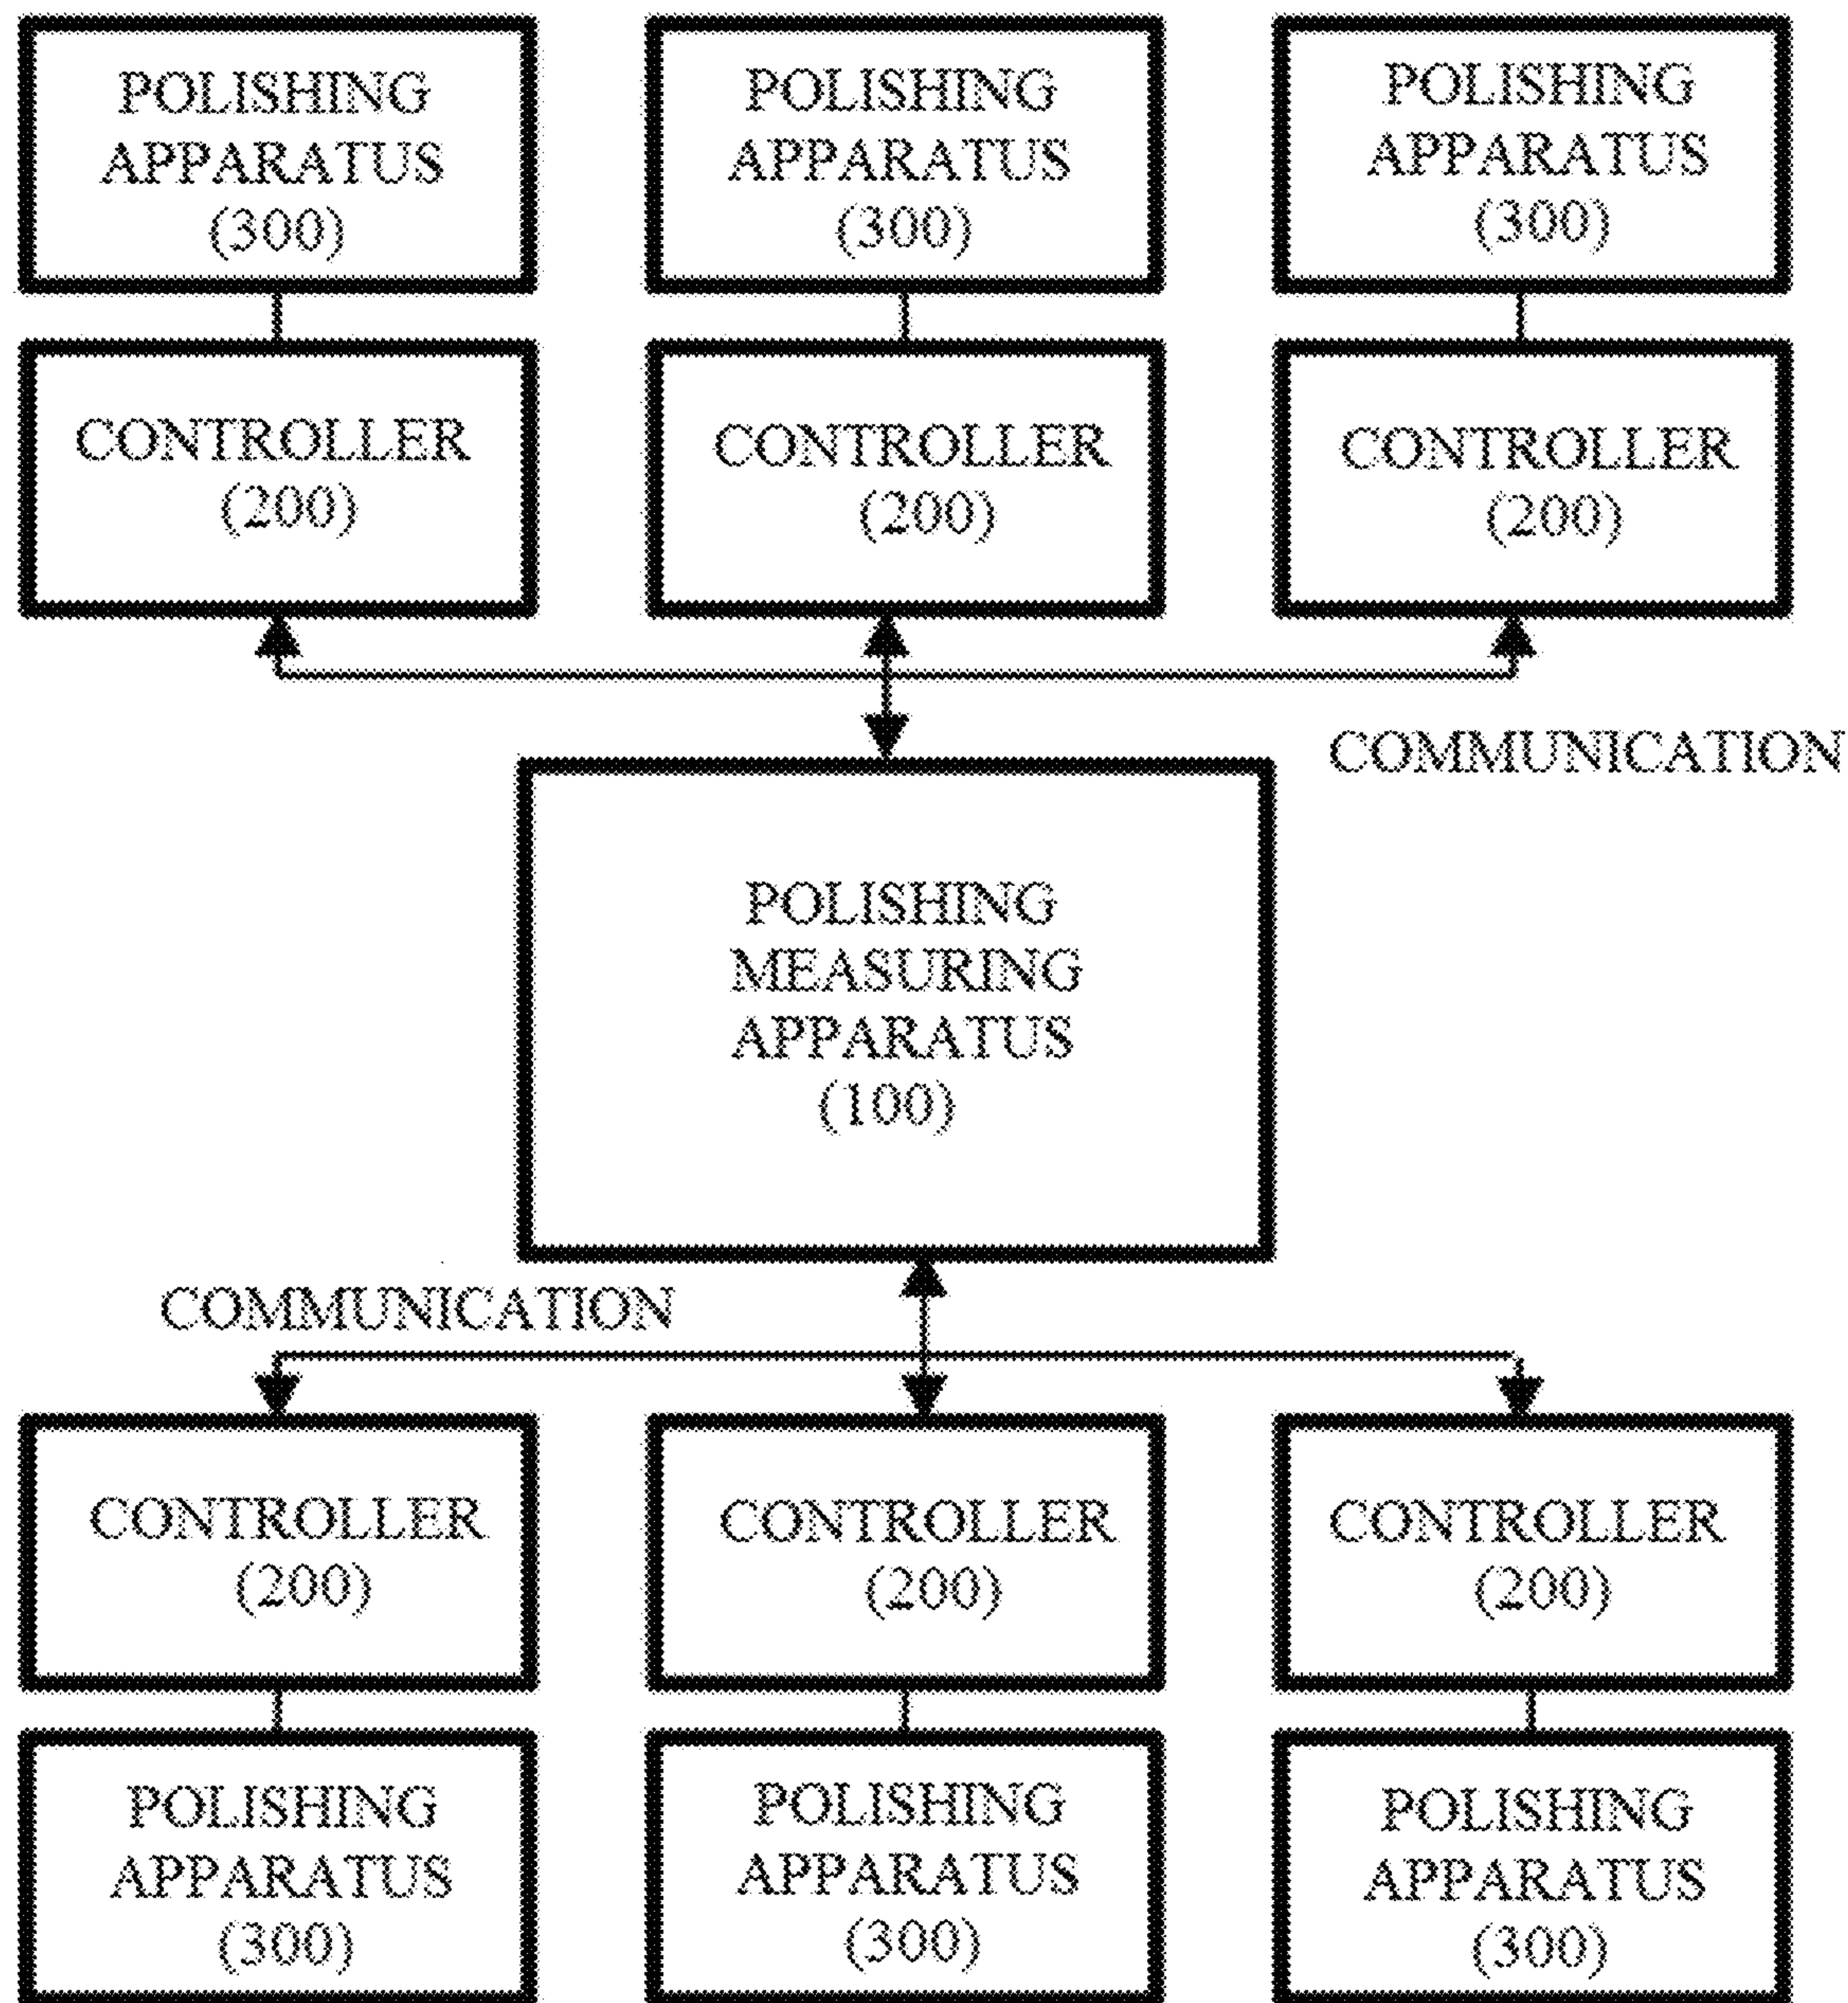 POLISHING
APPARATUS
(300)
POLISHING
APPARATUS
(300)
POLISHING
APPARATUS
(300)
CONTROLLER
(200)
CONTROLLER
(200)
CONTROLLER
(200)
COMMUNICATION
POLISHING
MEASURING
APPARATUS
(100)
COMMUNICATION
CONTROLLER
(200)
CONTROLLER
(200)
CONTROLLER
(200)
POLISHING
APPARATUS
(300)
POLISHING
APPARATUS
(300)
POLISHING
APPARATUS
(300)